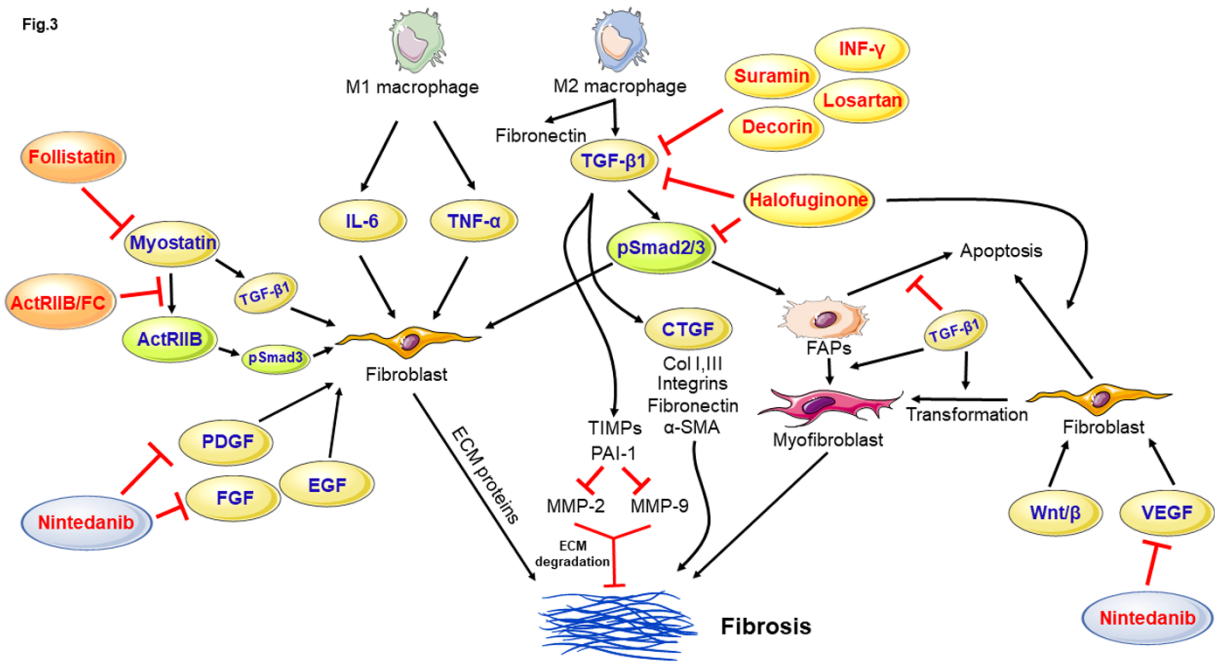 Fig.3
M1 macrophage
M2 macrophage
INF-γ
Suramin
Losartan
Decorin
Fibronectin
TGF-β1
Follistatin
Halofuginone
IL-6
TNF-α
Myostatin
pSmad2/3
Apoptosis
TGF-β1
ActRIIB/FC
ActRIIB
pSmad3
CTGF
TGF-β1
FAPs
Fibroblast
Col I,III
Integrins
Fibronectin
α-SMA
Transformation
Myofibroblast
Fibroblast
TIMPs
PAI-1
PDGF
ECM proteins
EGF
FGF
MMP-2
MMP-9
Wnt/β
VEGF
Nintedanib
ECM
degradation
Nintedanib
Fibrosis